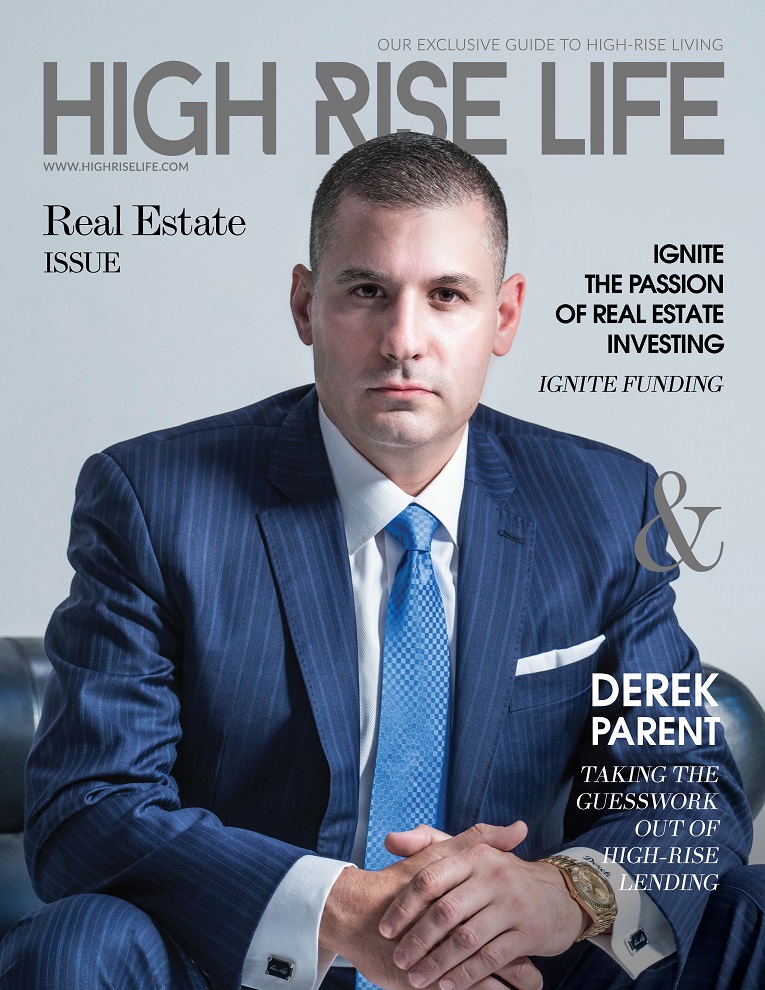 OUR EXCLUSIVE GUIDE TO HIGH-RISE LIVING
HIGH RISE LIFE
WWW.HIGHRISELIFE.COM
Real Estate
ISSUE
IGNITE
THE PASSION
OF REAL ESTATE
INVESTING
IGNITE FUNDING
&
DEREK
PARENT
TAKING THE
GUESSWORK
OUT OF
HIGH-RISE
LENDING
Derek